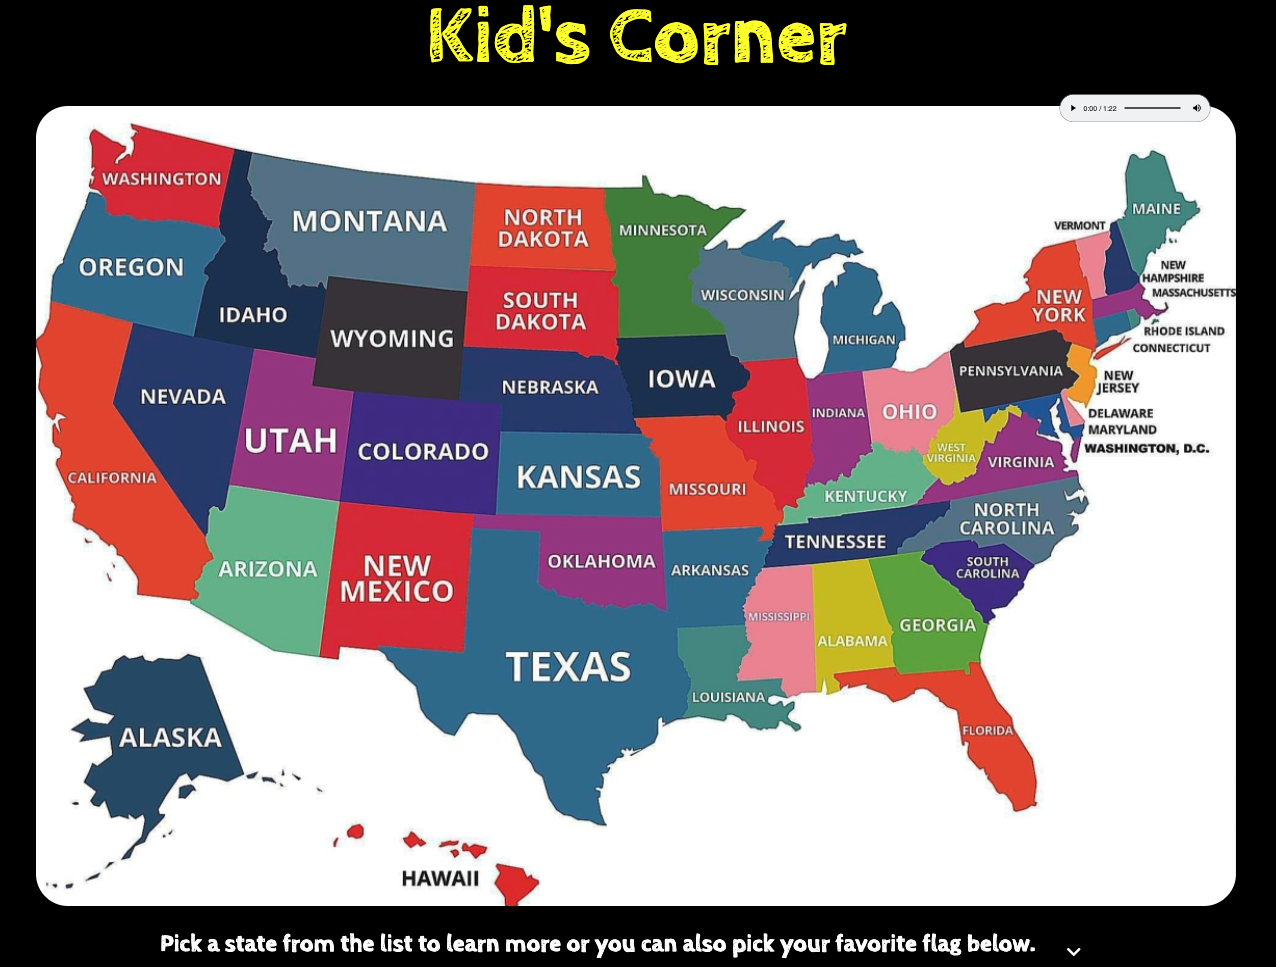 Kid's Corner
0:00 / 1:22
WASHINGTON
MONTANA
NORTH
DAKOTA
MINNESOTA
MAINE
VERMONT
OREGON
IDAHO
WYOMING
SOUTH
DAKOTA
WISCONSIN
MICHIGAN
NEW
YORK
NEW
HAMPSHIRE
MASSACHUSETTS
RHODE ISLAND
CONNECTICUT
NEVADA
UTAH
COLORADO
NEBRASKA
IOWA
ILLINOIS
INDIANA
OHIO
PENNSYLVANIA
NEW
JERSEY
DELAWARE
MARYLAND
WASHINGTON, D.C.
CALIFORNIA
KANSAS
MISSOURI
KENTUCKY
WEST
VIRGINIA
VIRGINIA
ARIZONA
NEW
MEXICO
OKLAHOMA
ARKANSAS
TENNESSEE
NORTH
CAROLINA
SOUTH
CAROLINA
TEXAS
LOUISIANA
MISSISSIPPI
ALABAMA
GEORGIA
FLORIDA
ALASKA
HAWAII
Pick a state from the list to learn more or you can also pick your favorite flag below.